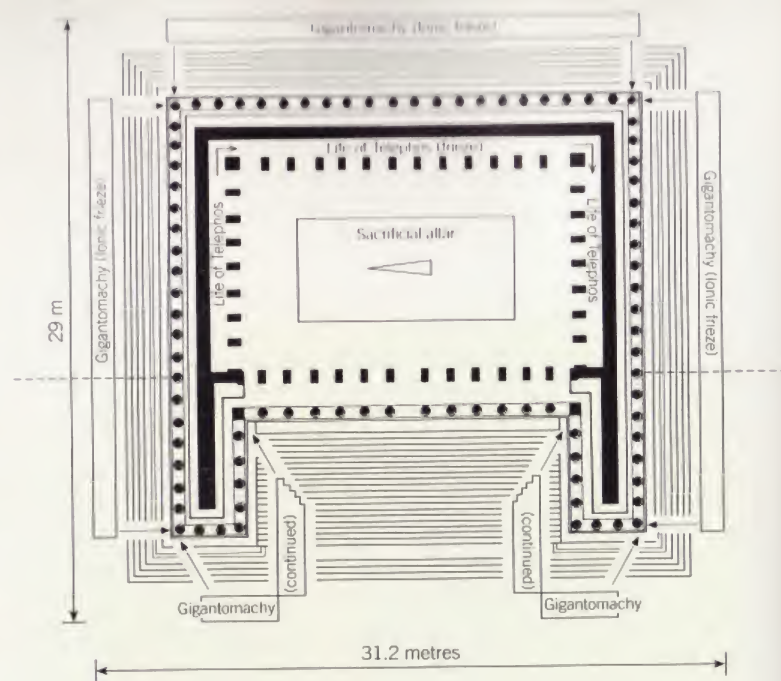 Gigantomachy (Ionic frieze)
Life of Telephos (frieze)
Life of Telephos
Sacrificial altar
Life of Telephos
Gigantomachy (Ionic frieze)
Gigantomachy (Ionic frieze)
29 m
(continued)
(continued)
Gigantomachy
Gigantomachy
31.2 metres